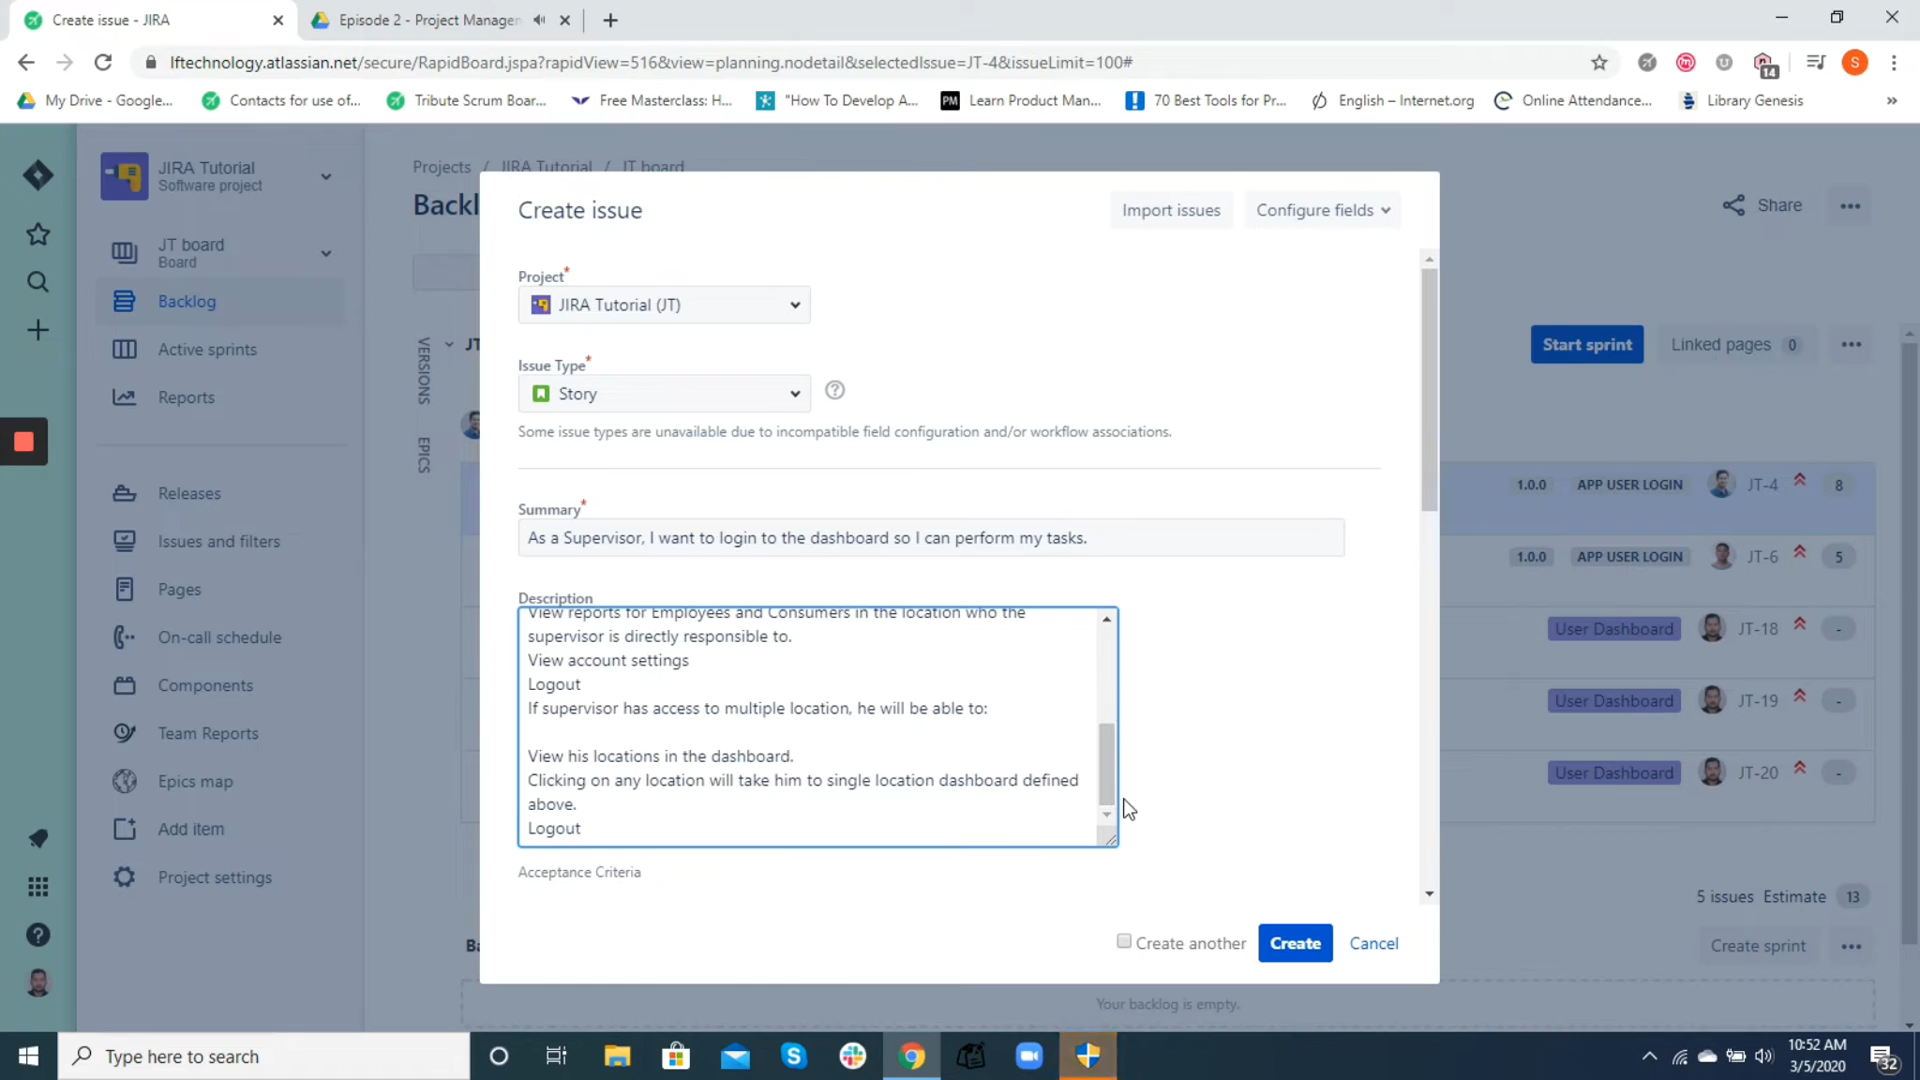 Create issue - JIRA
Episode 2 - Project Managem
lftechnology.atlassian.net/secure/RapidBoard.jspa?rapidView=516&view=planning.nodetail&selectedIssue=JT-4&issueLimit=100#
S
14
My Drive - Google...
Contacts for use of...
Tribute Scrum Boar...
Free Masterclass: H...
"How To Develop A...
PM
Learn Product Man...
70 Best Tools for Pr...
English – Internet.org
Online Attendance...
Library Genesis
»
JIRA Tutorial
Software project
JT board
Board
Backlog
Active sprints
Reports
Releases
Issues and filters
Pages
On-call schedule
Components
Team Reports
Epics map
Add item
Project settings
Projects / JIRA Tutorial / JT board
Backl
Share
VERSIONS
EPICS
JT
Start sprint
Linked pages 0
1.0.0 APP USER LOGIN JT-4 8
1.0.0 APP USER LOGIN JT-6 5
User Dashboard JT-18 -
User Dashboard JT-19 -
User Dashboard JT-20 -
5 issues Estimate 13
Ba
Create sprint
Your backlog is empty.
Create issue
Import issues
Configure fields
Project*
JIRA Tutorial (JT)
Issue Type*
Story
Some issue types are unavailable due to incompatible field configuration and/or workflow associations.
Summary*
As a Supervisor, I want to login to the dashboard so I can perform my tasks.
Description
View reports for Employees and Consumers in the location who the
supervisor is directly responsible to.
View account settings
Logout
If supervisor has access to multiple location, he will be able to:
View his locations in the dashboard.
Clicking on any location will take him to single location dashboard defined
above.
Logout
Acceptance Criteria
Create another
Create
Cancel
Type here to search
10:52 AM
3/5/2020
32